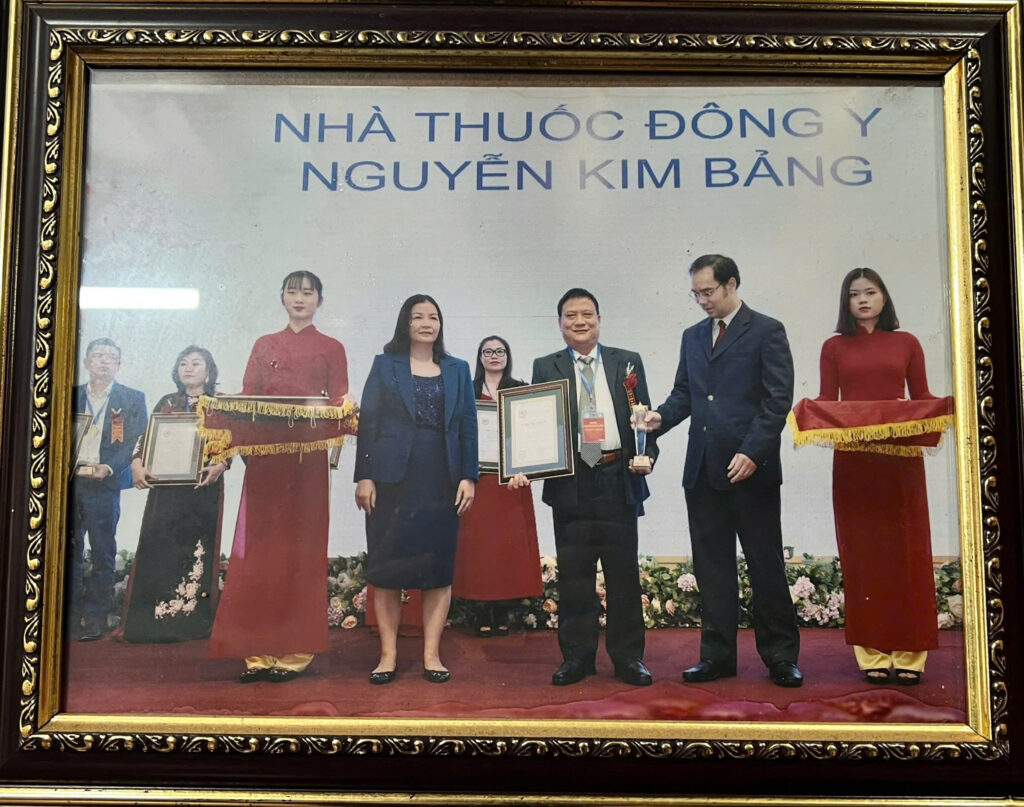 NHÀ THUỐC ĐÔNG Y
NGUYỄN KIM BẢNG